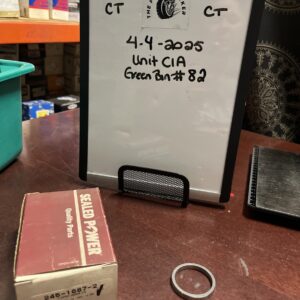 CT CT
4-4-2025
Unit C1A
Green Bin # 82
SEALED POWER
Quality Parts